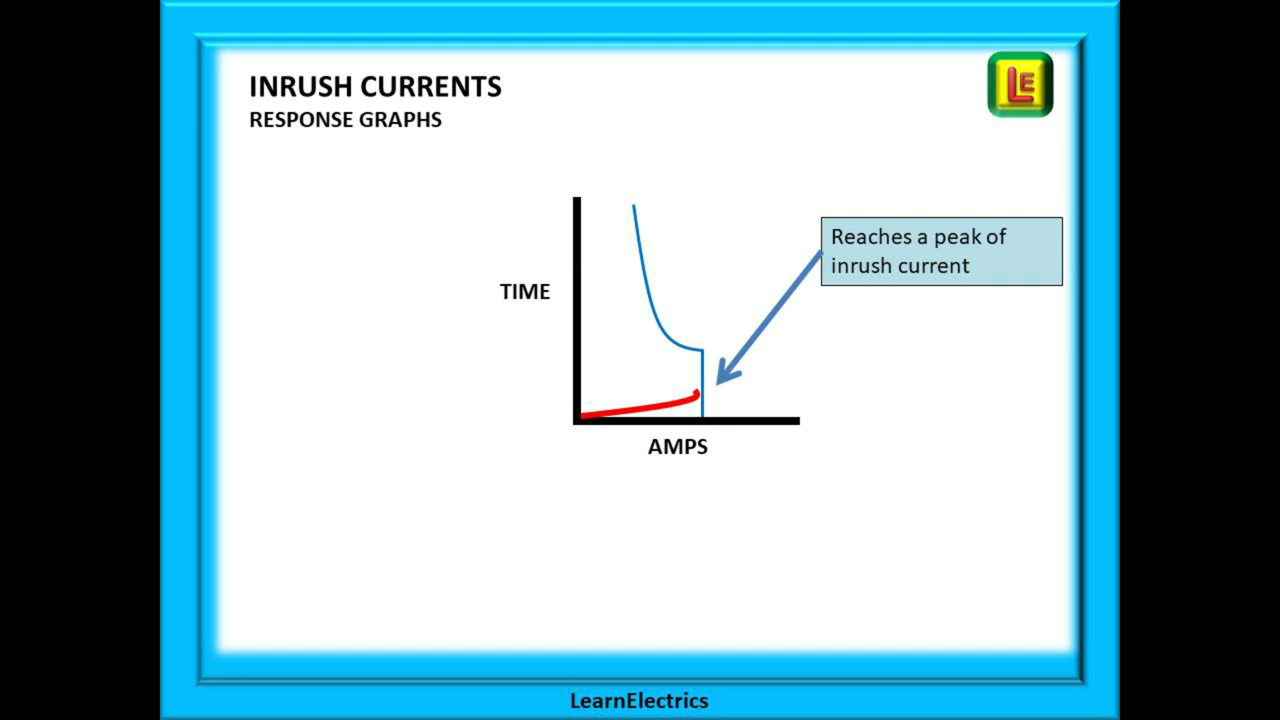 INRUSH CURRENTS
RESPONSE GRAPHS
LE
Reaches a peak of
inrush current
TIME
AMPS
LearnElectrics